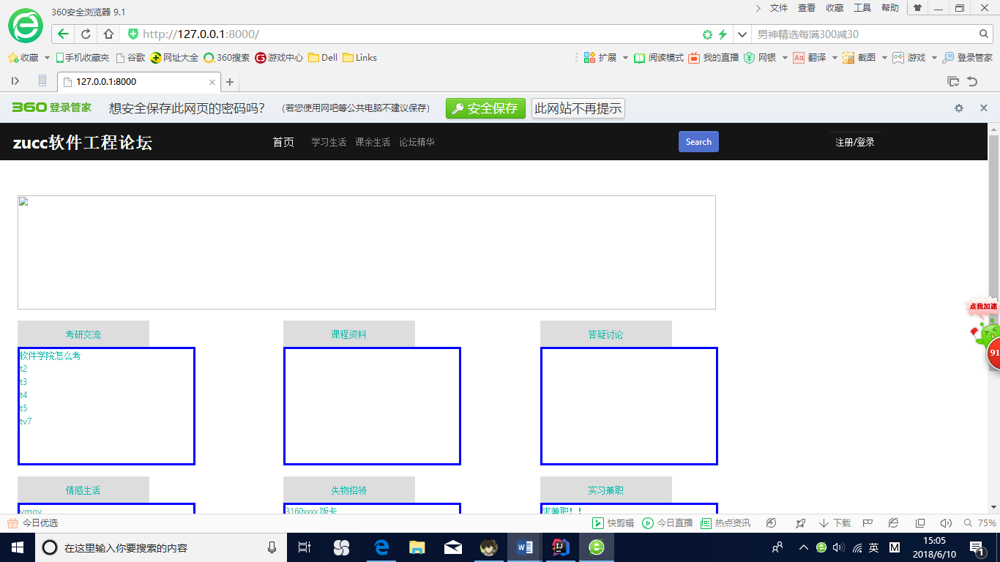 360安全浏览器 9.1
文件 查看 收藏 工具 帮助
http://127.0.0.1:8000/
男神精选每满300减30
收藏 手机收藏夹 谷歌 网址大全 360搜索 游戏中心 Dell Links 扩展 阅读模式 我的直播 网银 翻译 截图 游戏 登录管家
127.0.0.1:8000
360登录管家 想安全保存此网页的密码吗? (若您使用网吧等公共电脑不建议保存) 安全保存 此网站不再提示
zucc软件工程论坛 首页 学习生活 课余生活 论坛精华 Search 注册/登录
点我加速
91
考研交流 课程资料 答疑讨论
软件学院怎么考
t2
t3
t4
t5
tv7
情感生活 失物招领 实习兼职
3160xxxx 饭卡
求兼职！！
今日优选 快剪辑 今日直播 热点资讯 下载 75%
在这里输入你要搜索的内容
英 M
15:05
2018/6/10
1